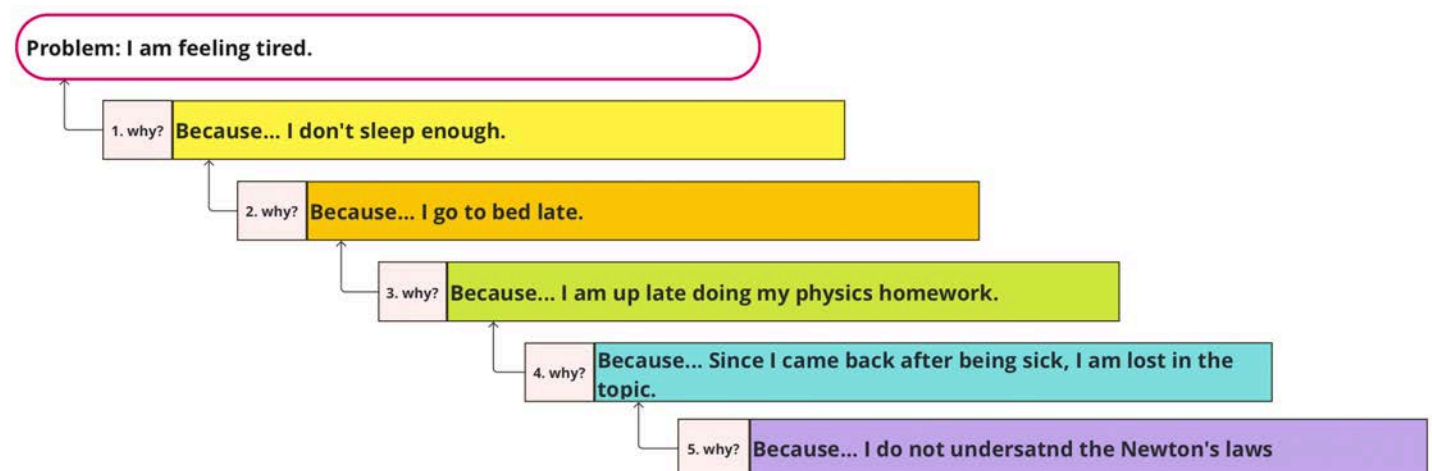 Problem: I am feeling tired.
1. why?
Because... I don't sleep enough.
2. why?
Because... I go to bed late.
3. why?
Because... I am up late doing my physics homework.
4. why?
Because... Since I came back after being sick, I am lost in the
topic.
5. why?
Because... I do not undersatnd the Newton's laws